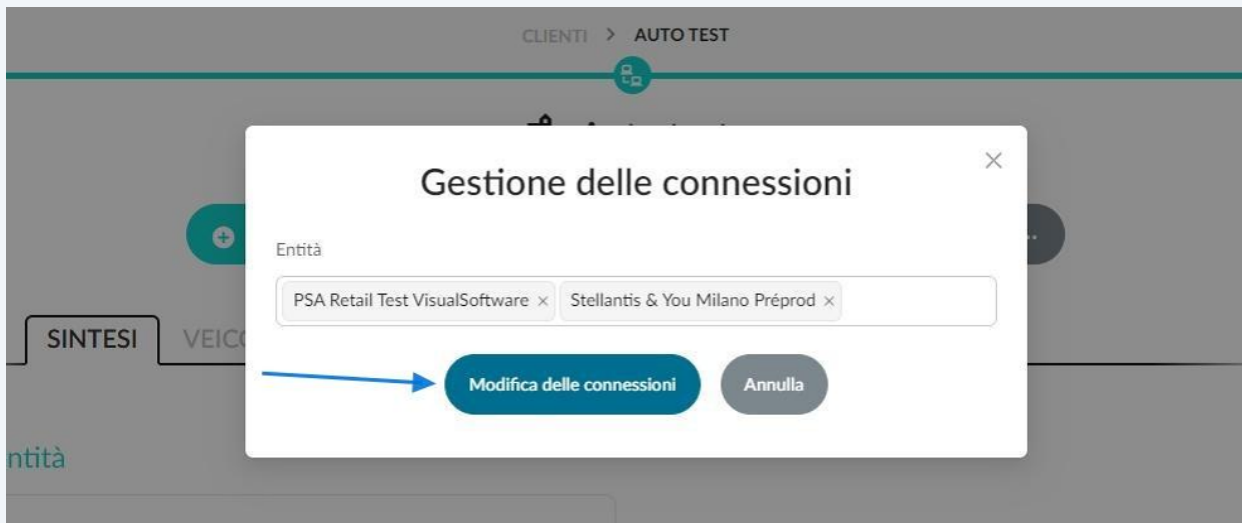 CLIENTI > AUTO TEST
Gestione delle connessioni
Entità
PSA Retail Test VisualSoftware × Stellantis & You Milano Préprod ×
SINTESI
Modifica delle connessioni Annulla